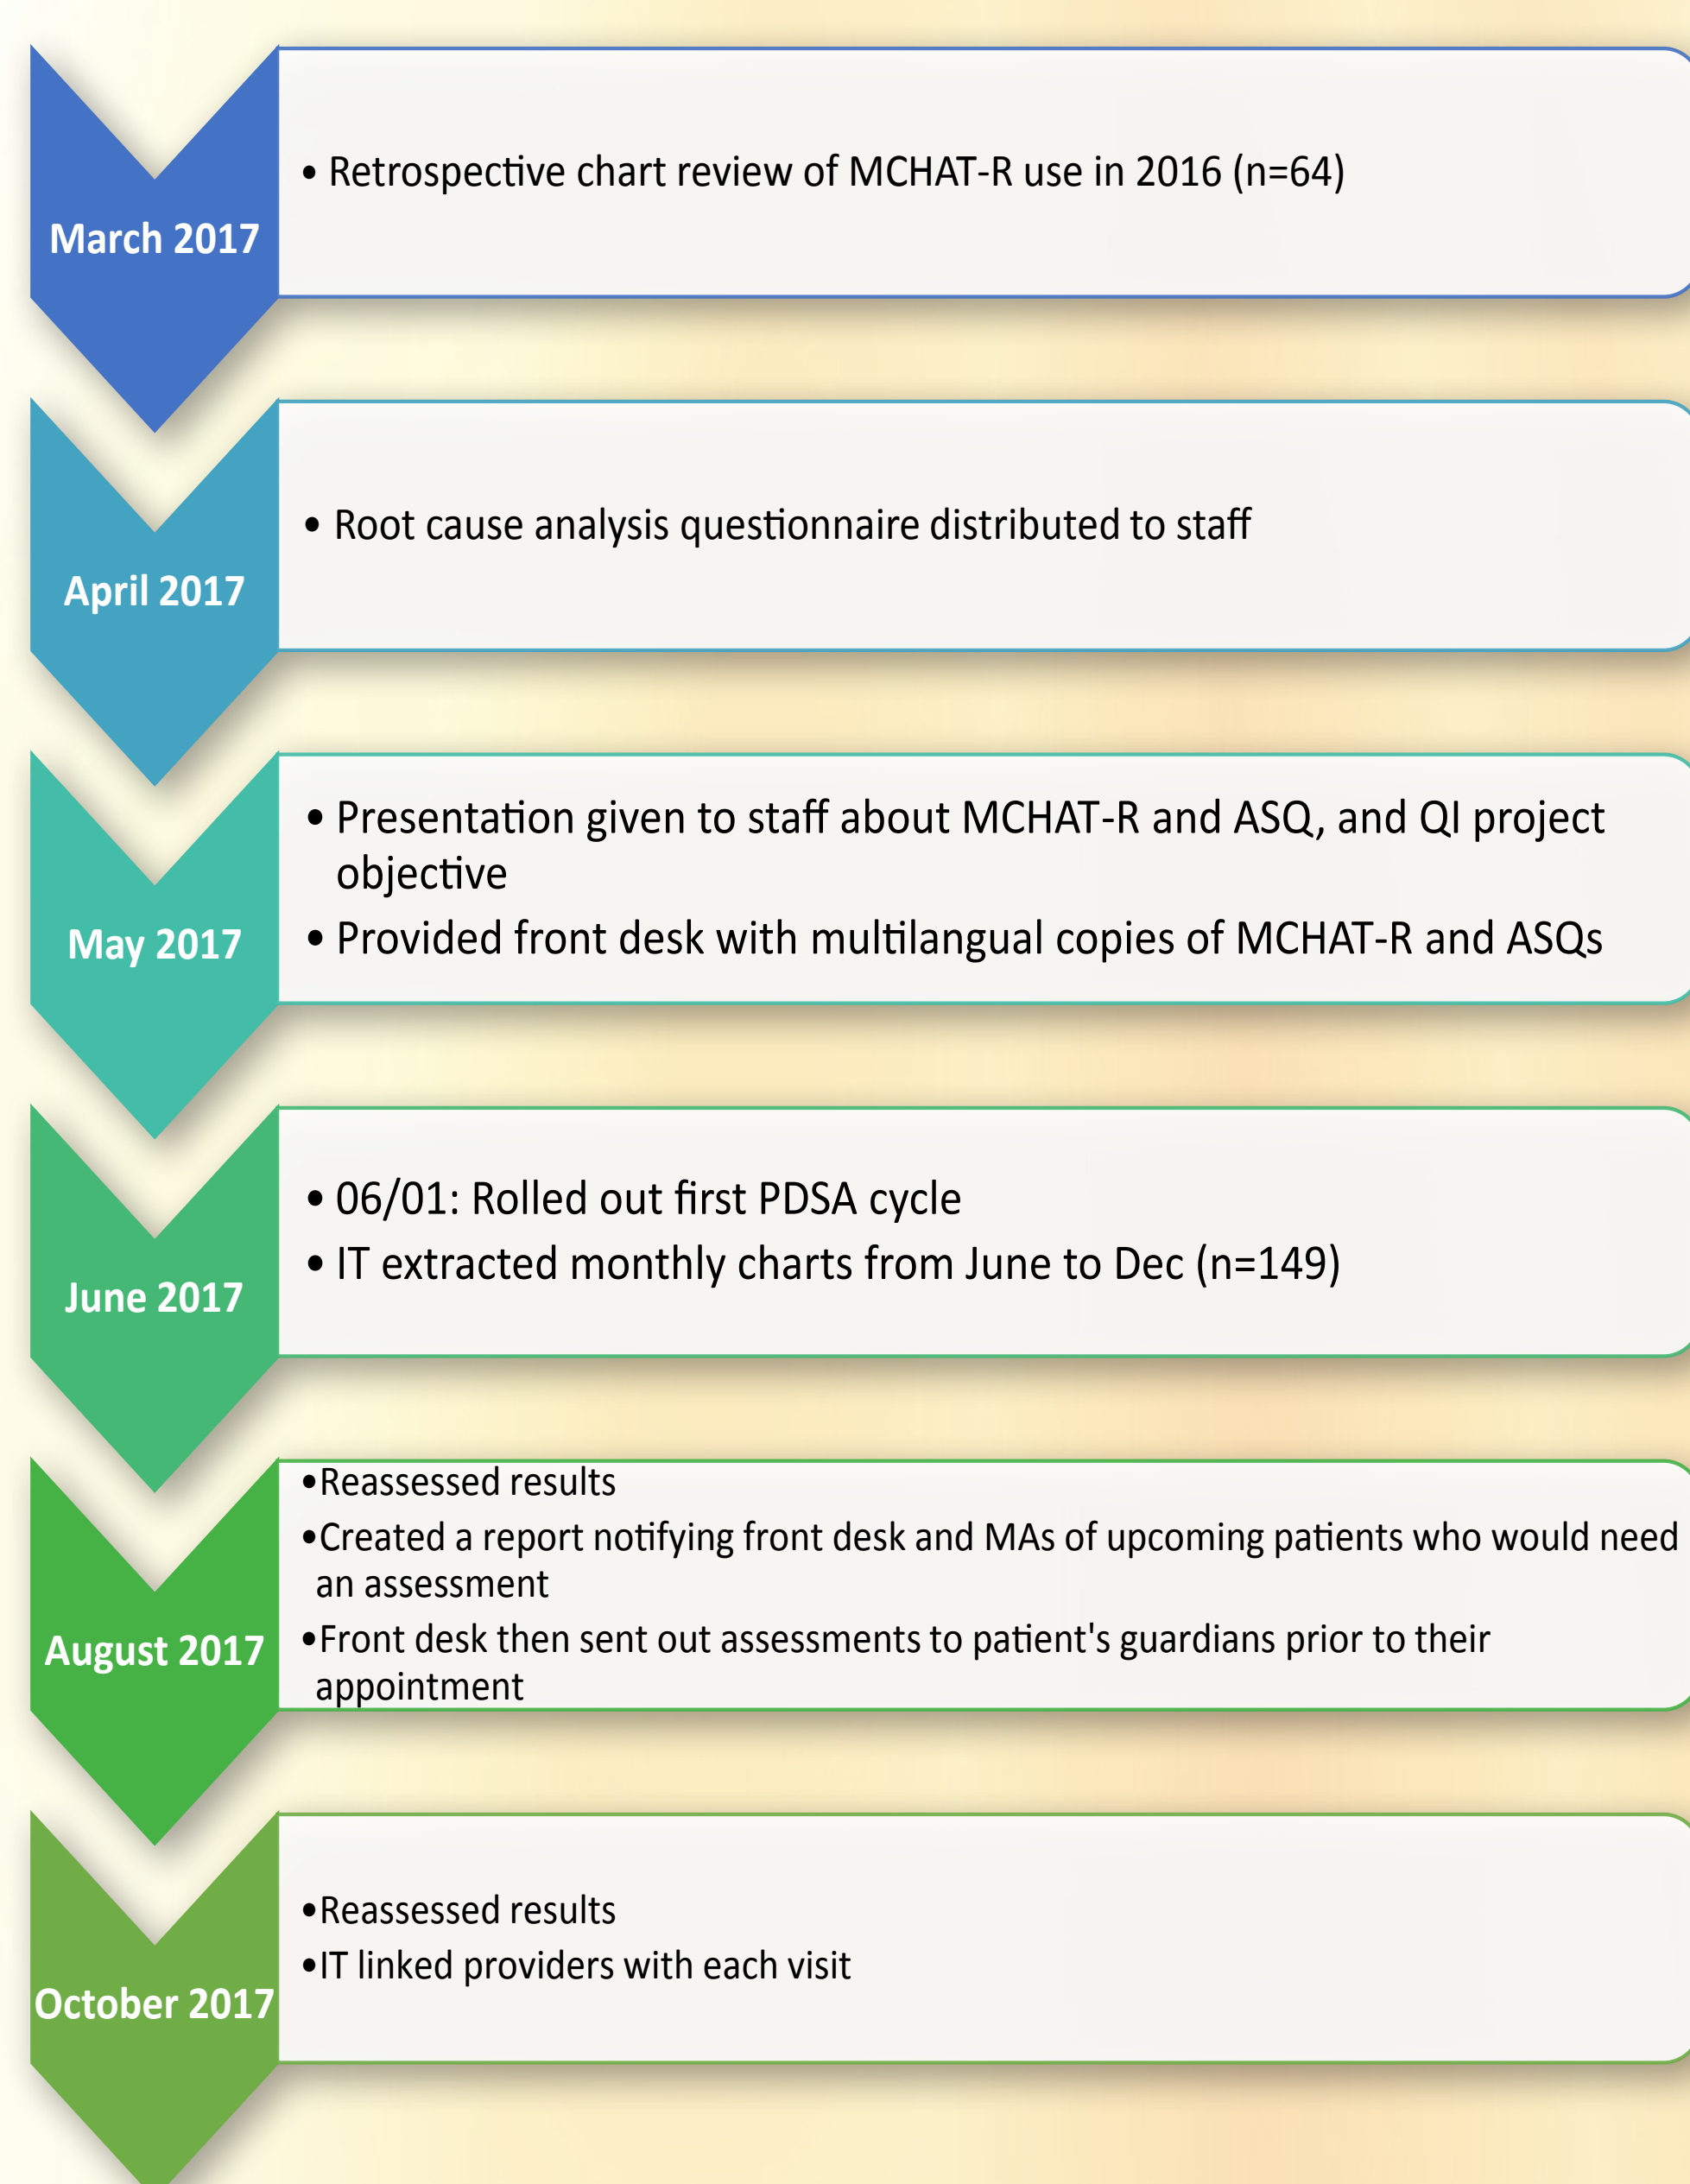 March 2017
• Retrospective chart review of MCHAT-R use in 2016 (n=64)
April 2017
• Root cause analysis questionnaire distributed to staff
May 2017
• Presentation given to staff about MCHAT-R and ASQ, and QI project
objective
• Provided front desk with multilangual copies of MCHAT-R and ASQs
June 2017
• 06/01: Rolled out first PDSA cycle
• IT extracted monthly charts from June to Dec (n=149)
August 2017
•Reassessed results
•Created a report notifying front desk and MAs of upcoming patients who would need
an assessment
•Front desk then sent out assessments to patient's guardians prior to their
appointment
October 2017
•Reassessed results
•IT linked providers with each visit